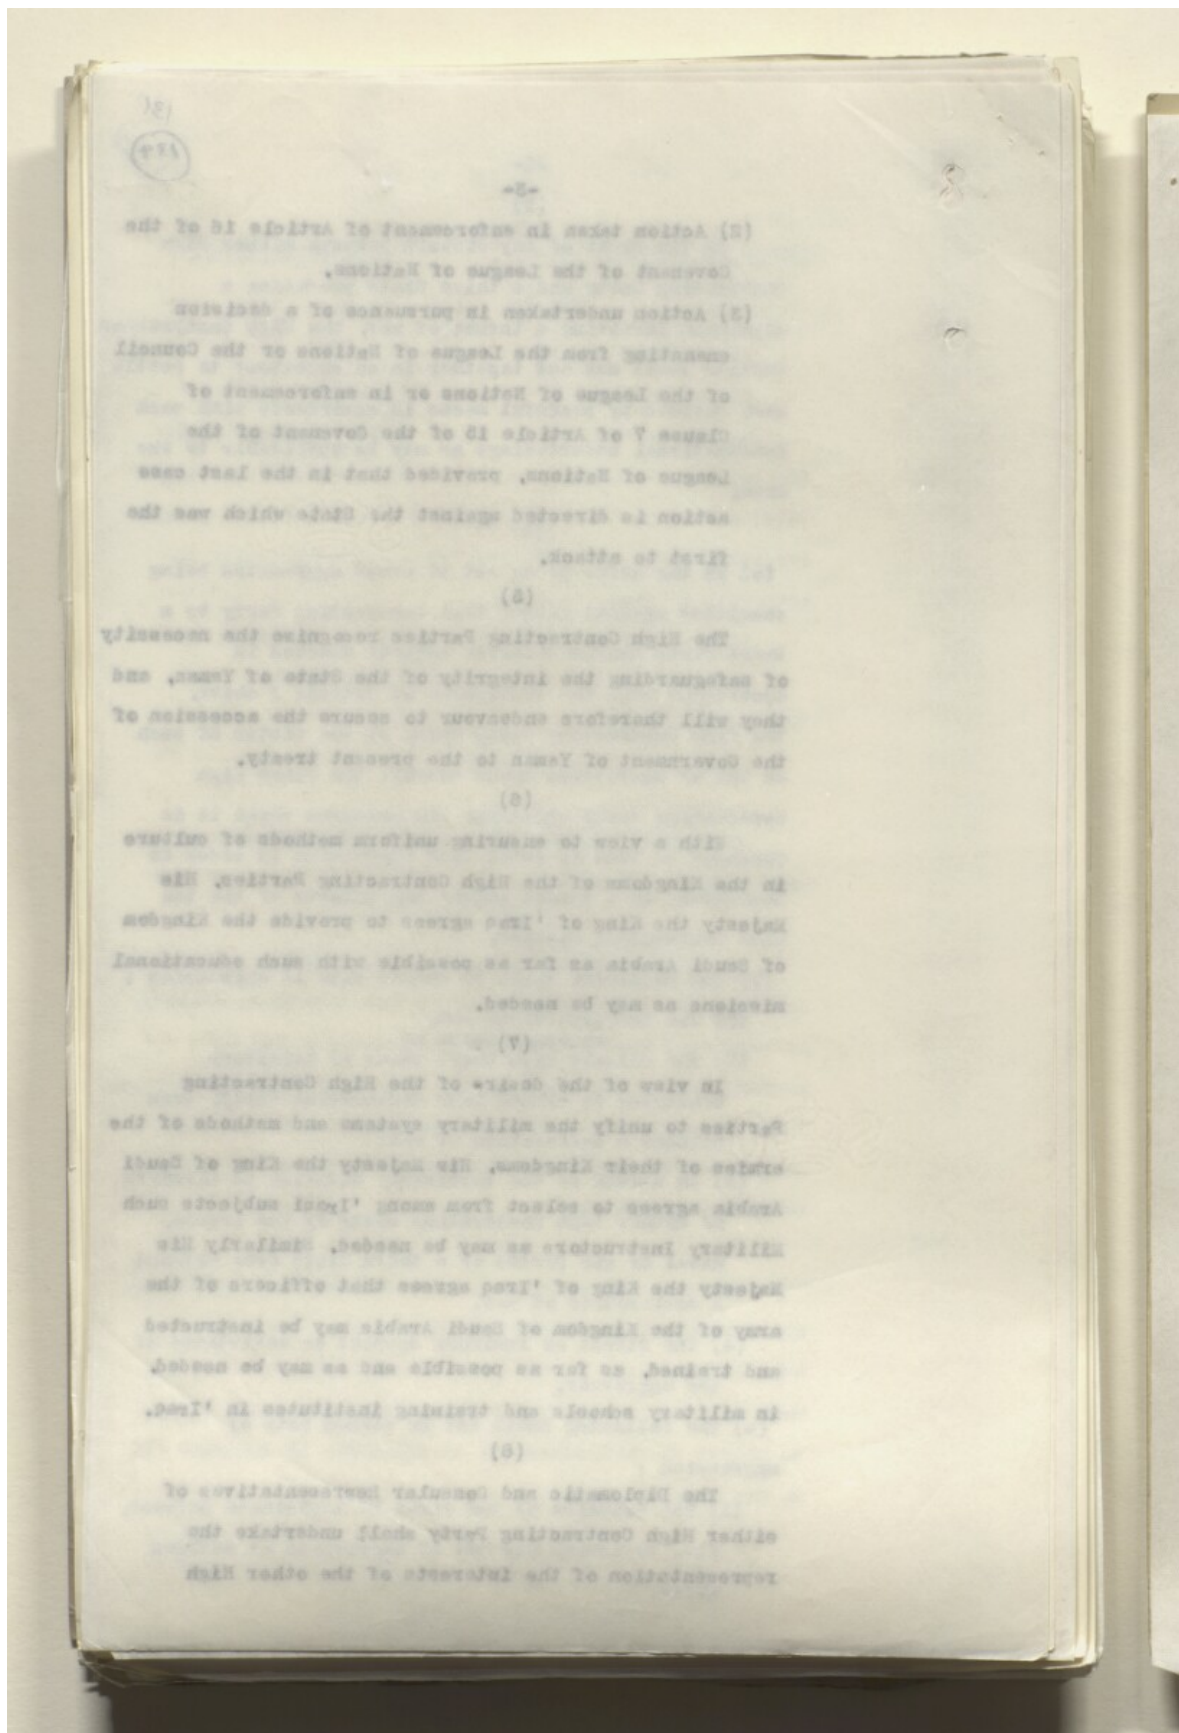 -3-
(2) Action taken in enforcement of Article 16 of the
Covenant of the League of Nations.
(3) Action undertaken in pursuance of a decision
emanating from the League of Nations or the Council
of the League of Nations or in enforcement of
Clause 7 of Article 15 of the Covenant of the
League of Nations, provided that in the last case
action is directed against the State which was the
first to attack.
(5)
The High Contracting Parties recognize the necessity
of safeguarding the integrity of the State of Yaman, and
they will therefore endeavour to secure the accession of
the Government of Yaman to the present treaty.
(6)
With a view to ensuring uniform methods of culture
in the Kingdoms of the High Contracting Parties, His
Majesty the King of 'Iraq agrees to provide the Kingdom
of Saudi Arabia as far as possible with such educational
missions as may be needed.
(7)
In view of the desire of the High Contracting
Parties to unify the military systems and methods of the
armies of their Kingdoms, His Majesty the King of Saudi
Arabia agrees to select from among 'Iraqi subjects such
Military Instructors as may be needed. Similarly His
Majesty the King of 'Iraq agrees that officers of the
army of the Kingdom of Saudi Arabia may be instructed
and trained, as far as possible and as may be needed,
in military schools and training institutes in 'Iraq.
(8)
The Diplomatic and Consular Representatives of
either High Contracting Party shall undertake the
representation of the interests of the other High